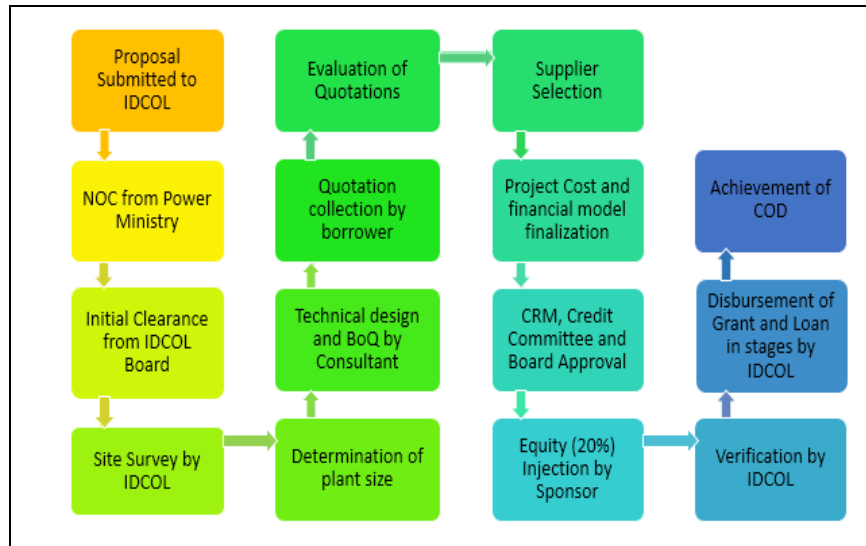 Proposal
Submitted to
IDCOL
NOC from Power
Ministry
Initial Clearance
from IDCOL
Board
Site Survey by
IDCOL
Determination of
plant size
Technical design
and BoQ by
Consultant
Quotation
collection by
borrower
Evaluation of
Quotations
Supplier
Selection
Project Cost and
financial model
finalization
CRM, Credit
Committee and
Board Approval
Equity (20%)
Injection by
Sponsor
Verification by
IDCOL
Disbursement of
Grant and Loan
in stages by
IDCOL
Achievement of
COD